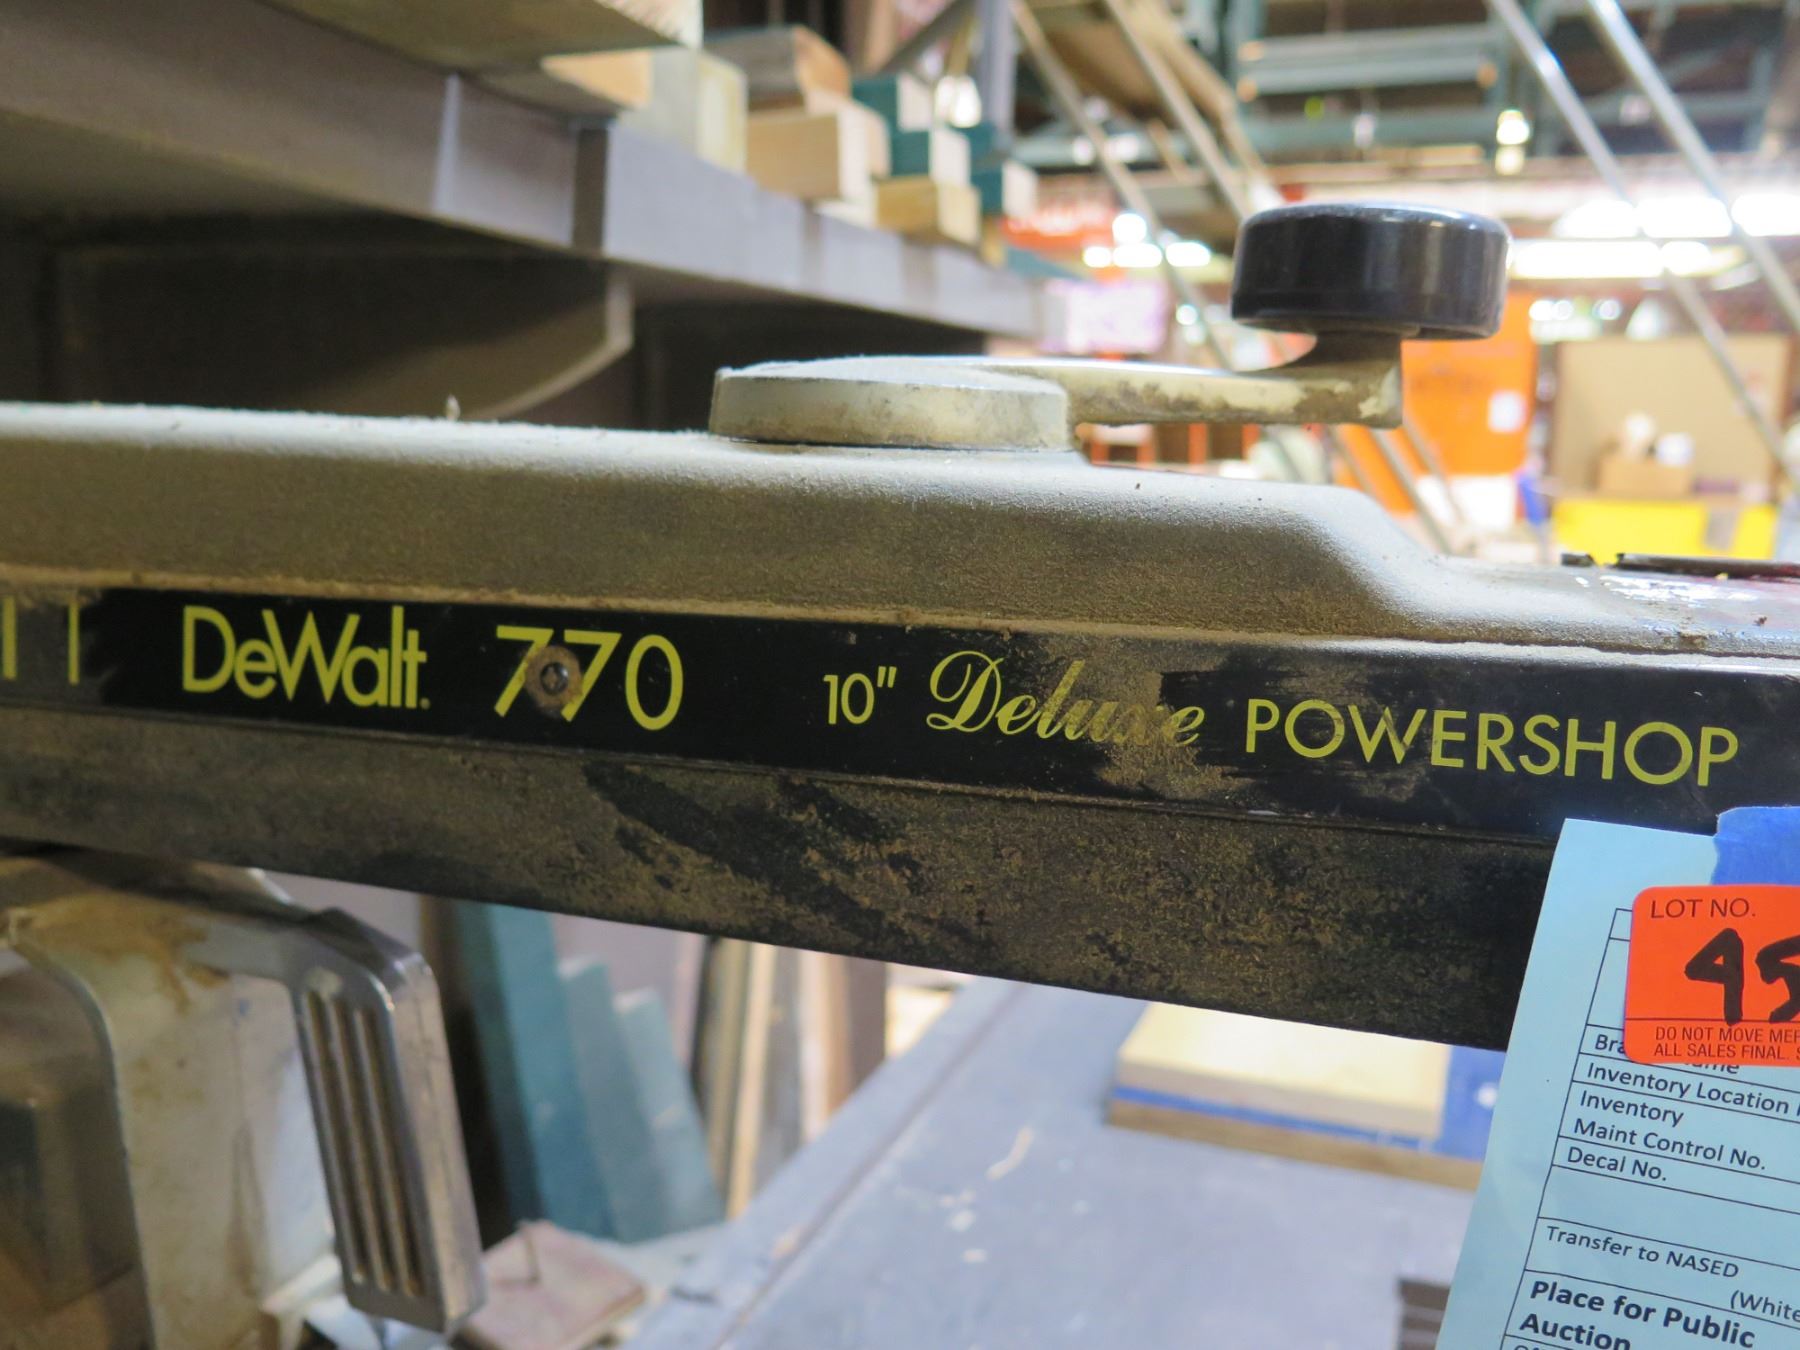 DeWalt. 770 10" Deluxe POWERSHOP
LOT NO.
DO NOT MOVE
ALL SALES FINAL.
Inventory Location
Inventory
Maint Control No.
Decal No.
Transfer to NASED
(White
Place for Public
Auction